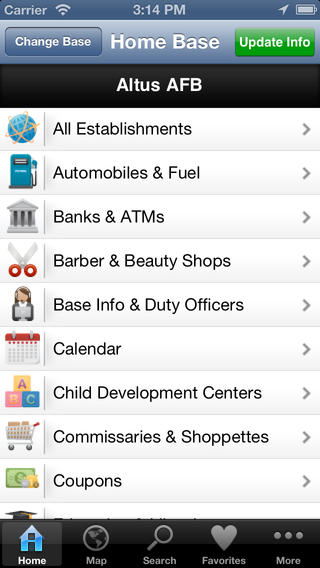 Carrier 3:14 PM
Change Base Home Base Update Info
Altus AFB
All Establishments
Automobiles & Fuel
Banks & ATMs
Barber & Beauty Shops
Base Info & Duty Officers
Calendar
A
B C
Child Development Centers
Commissaries & Shoppettes
Coupons
Home Map Search Favorites More